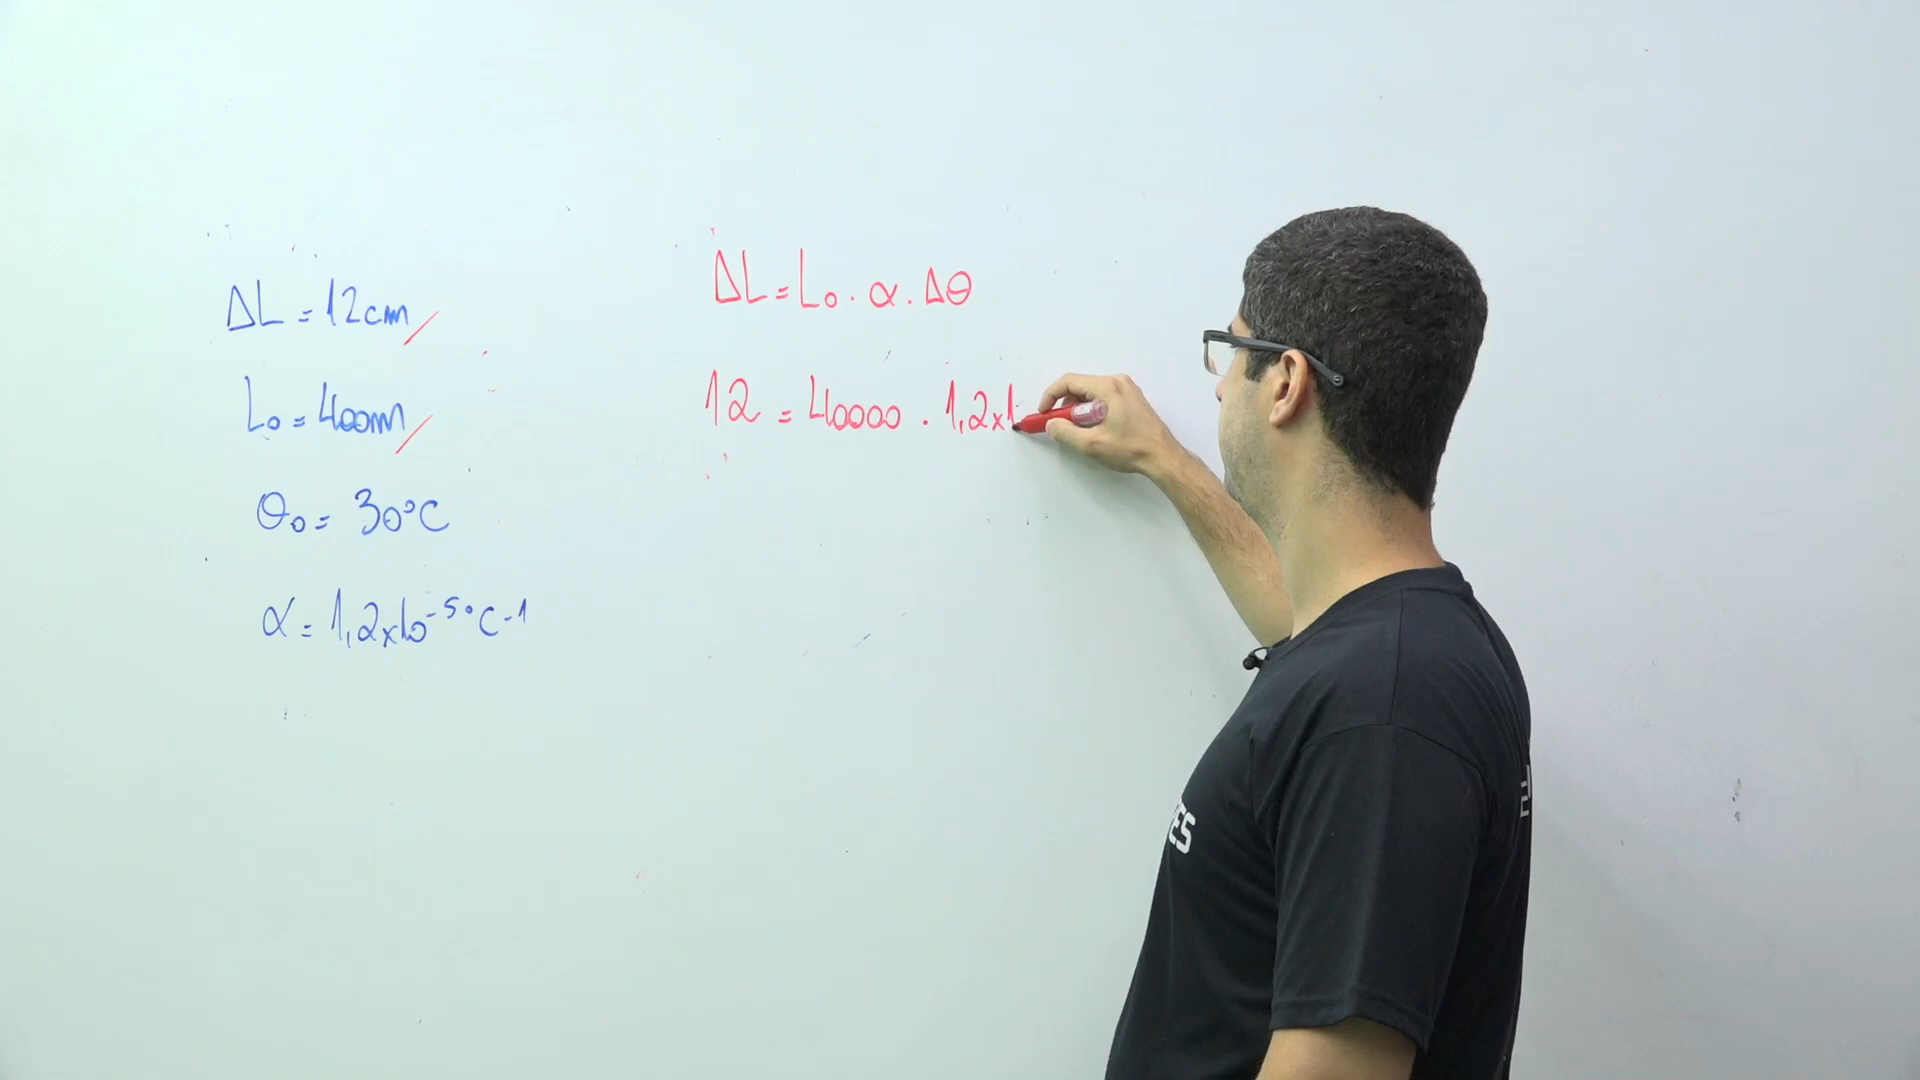 ΔL = 12cm
L₀ = 400m
θ₀ = 30°C
α = 1,2x10⁻⁵°C⁻¹
ΔL = L₀ . α . Δθ
12 = 40000 . 1,2x1